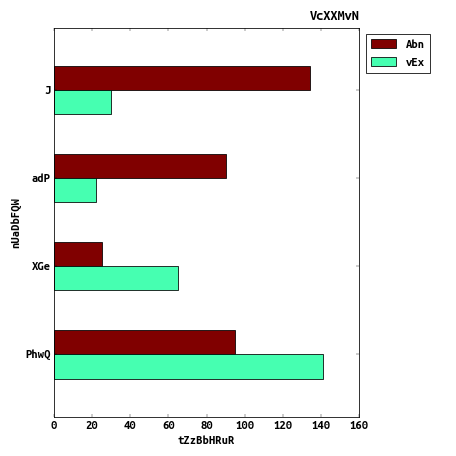 VcXXMvN
Abn
vEx
nUaDbFQW
J
adP
XGe
PhwQ
0 20 40 60 80 100 120 140 160
tZzBbHRuR